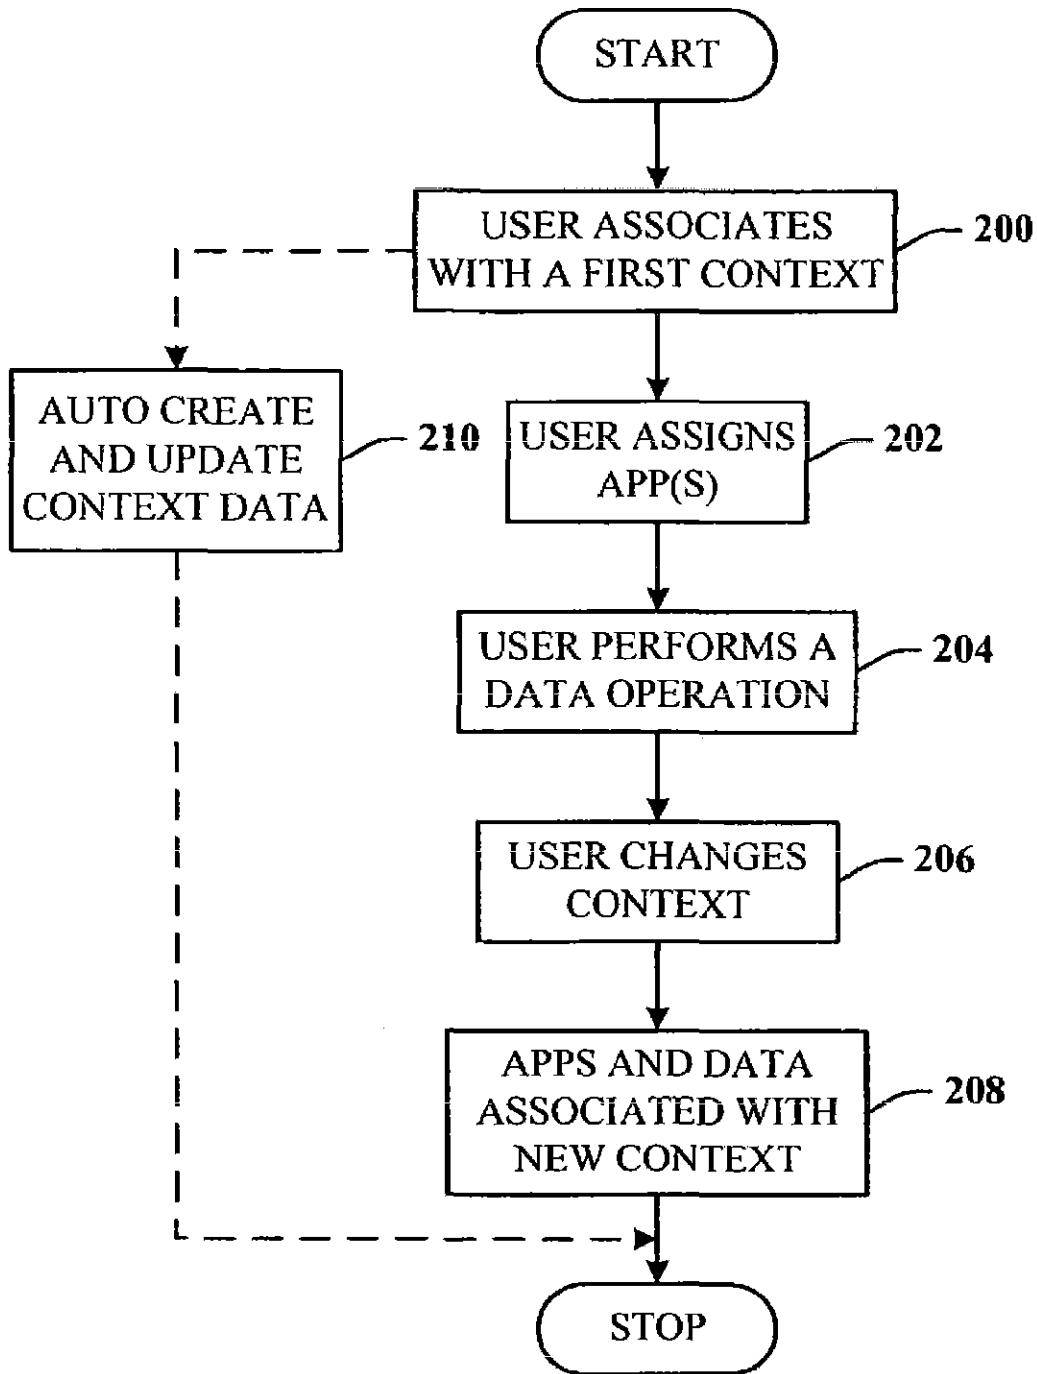 START
USER ASSOCIATES
WITH A FIRST CONTEXT
200
AUTO CREATE
AND UPDATE
CONTEXT DATA
210
USER ASSIGNS
APP(S)
202
USER PERFORMS A
DATA OPERATION
204
USER CHANGES
CONTEXT
206
APPS AND DATA
ASSOCIATED WITH
NEW CONTEXT
208
STOP